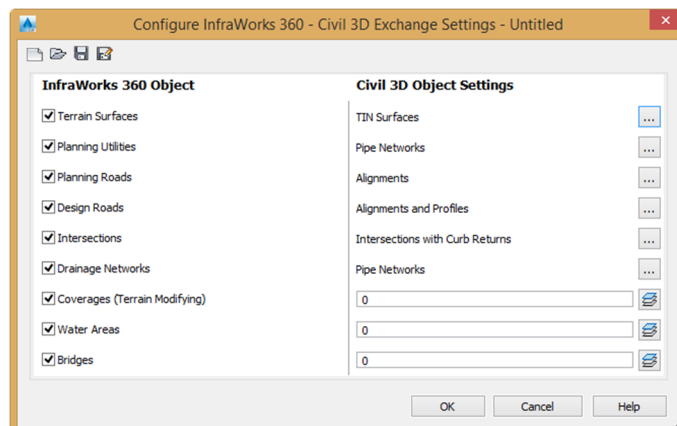 Configure InfraWorks 360 - Civil 3D Exchange Settings - Untitled
InfraWorks 360 Object Civil 3D Object Settings
Terrain Surfaces TIN Surfaces ...
Planning Utilities Pipe Networks ...
Planning Roads Alignments ...
Design Roads Alignments and Profiles ...
Intersections Intersections with Curb Returns ...
Drainage Networks Pipe Networks ...
Coverages (Terrain Modifying) 0
Water Areas 0
Bridges 0
OK Cancel Help